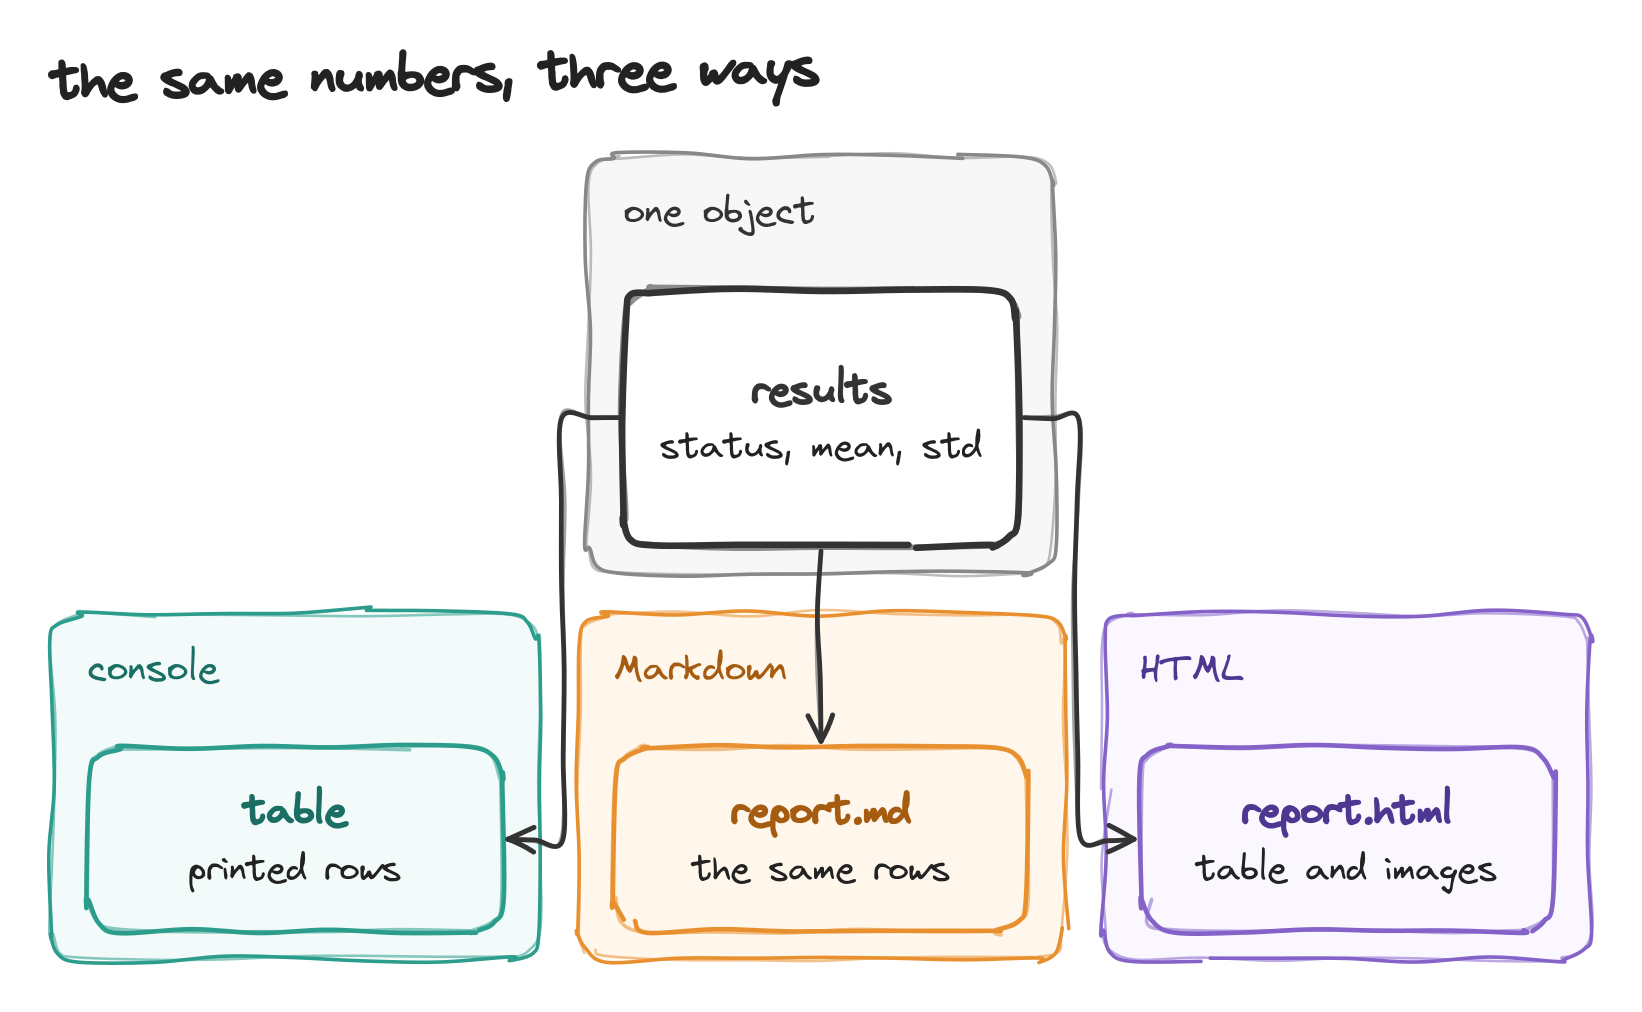 the same numbers, three ways
one object
results
status, mean, std
console
table
printed rows
Markdown
report.md
the same rows
HTML
report.html
table and images